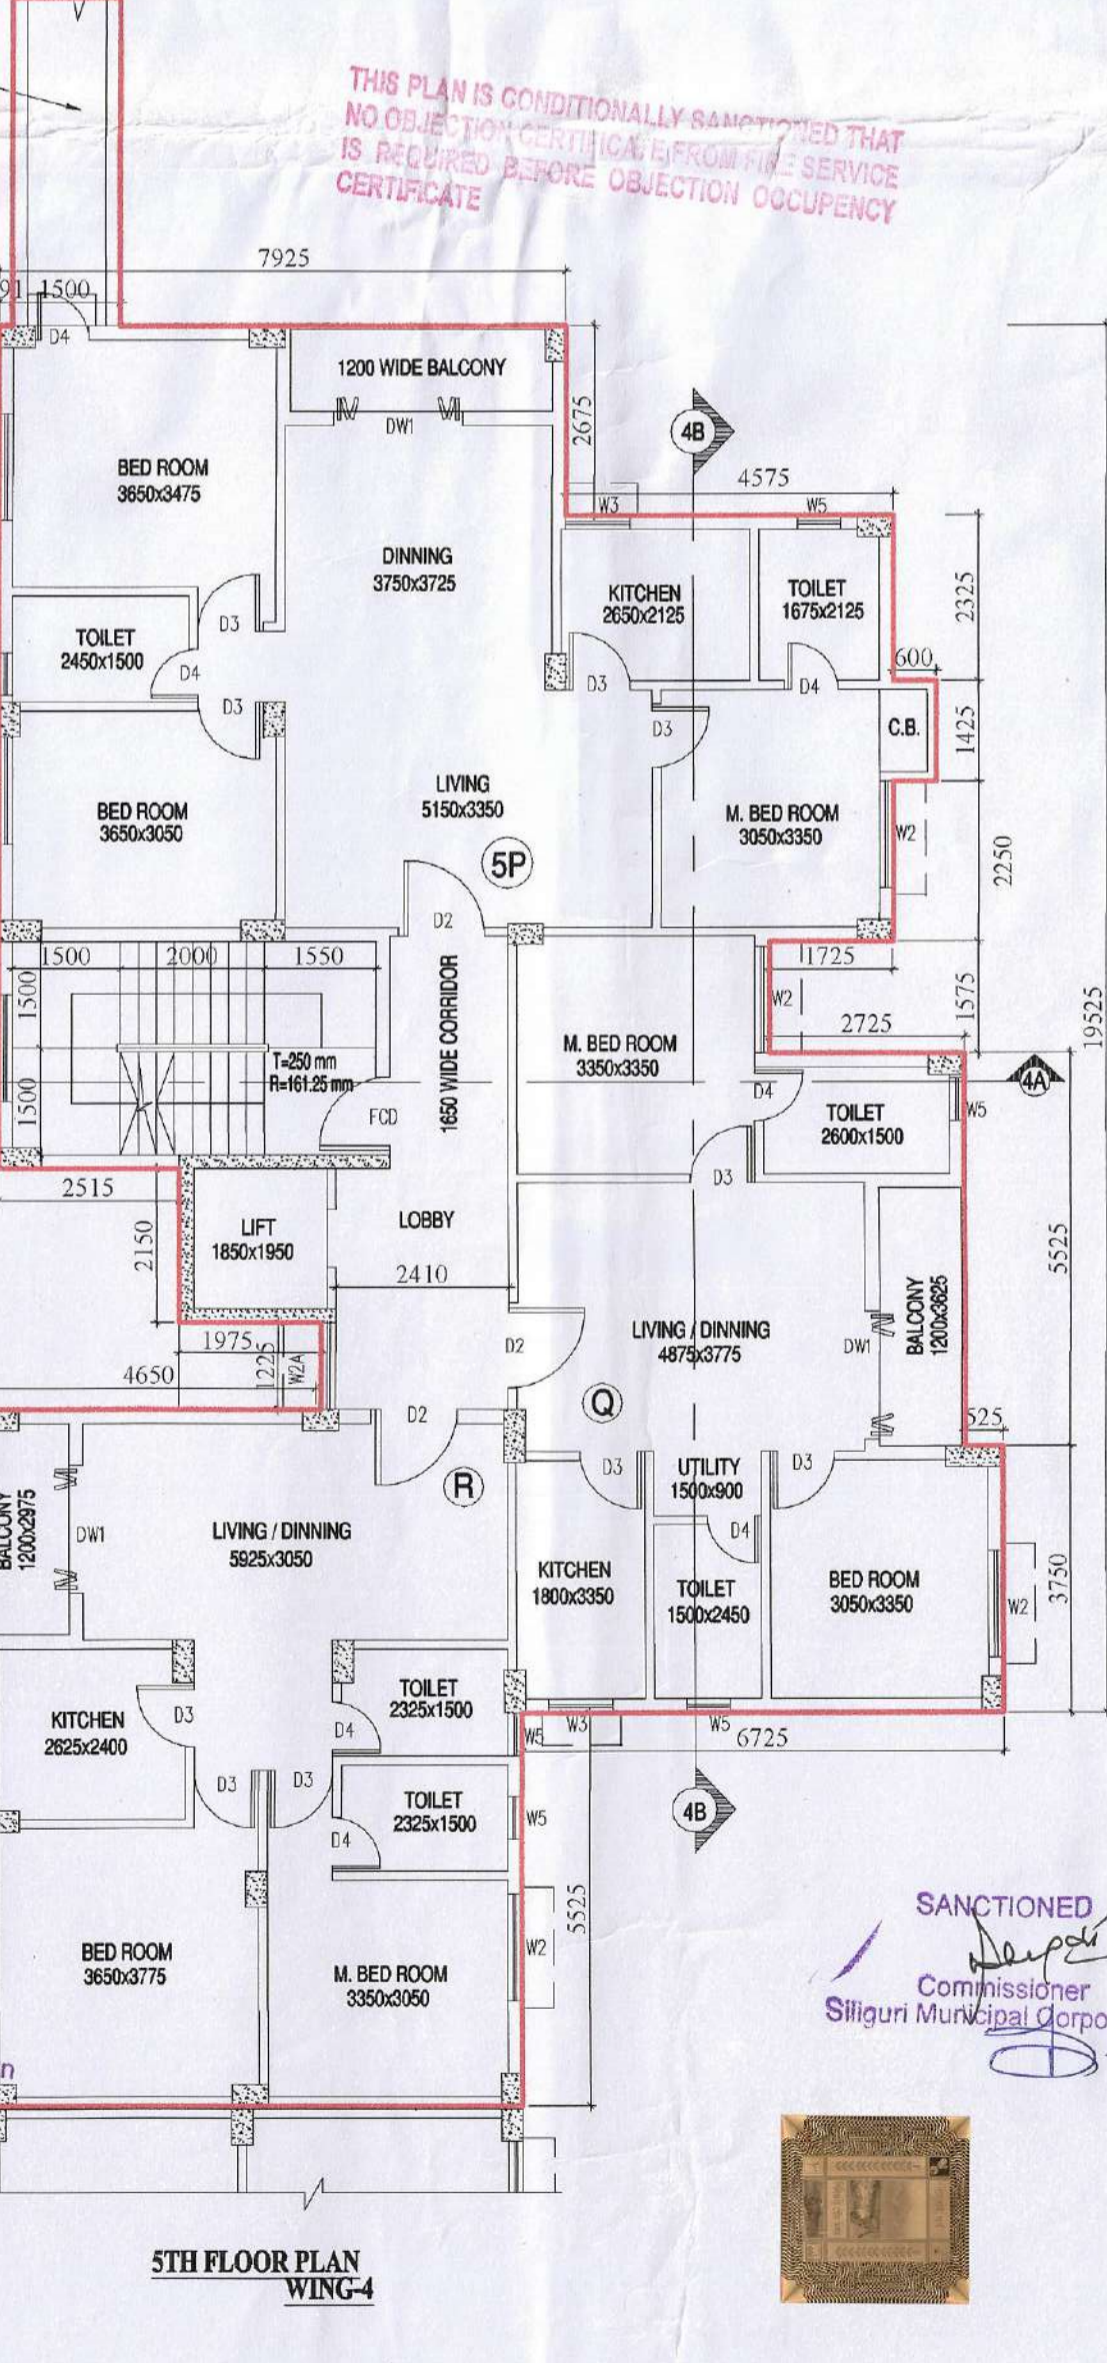 THIS PLAN IS CONDITIONALLY SANCTIONED THAT
NO OBJECTION CERTIFICATE FROM FIRE SERVICE
IS REQUIRED BEFORE OBJECTION OCCUPENCY
CERTIFICATE
7925
91 1500
D4
1200 WIDE BALCONY
DW1
2675
4B
4575
W3
W5
BED ROOM
3650x3475
DINNING
3750x3725
KITCHEN
2650x2125
TOILET
1675x2125
2325
D3
TOILET
2450x1500
D4
D3
D3
D4
600
D3
C.B.
1425
BED ROOM
3650x3050
LIVING
5150x3350
M. BED ROOM
3050x3350
W2
2250
5P
D2
1500
2000
1550
1725
1500
1650 WIDE CORRIDOR
W2
1575
2725
19525
M. BED ROOM
3350x3350
T=250 mm
R=161.25 mm
1500
FCD
D4
4A
TOILET
2600x1500
W5
D3
2515
2150
LIFT
1850x1950
LOBBY
2410
5525
BALCONY
1200x3625
LIVING / DINNING
4875x3775
DW1
D2
1975
1225
W2A
4650
D2
Q
525
R
D3
UTILITY
1500x900
D3
BALCONY
1200x2975
DW1
LIVING / DINNING
5925x3050
D4
KITCHEN
1800x3350
TOILET
1500x2450
BED ROOM
3050x3350
W2
3750
TOILET
2325x1500
KITCHEN
2625x2400
D3
D4
W5
W3
W5
6725
D3
D3
TOILET
2325x1500
D4
W5
4B
5525
W2
BED ROOM
3650x3775
M. BED ROOM
3350x3050
SANCTIONED
Commissioner
Siliguri Municipal Corpo
n
5TH FLOOR PLAN
WING-4